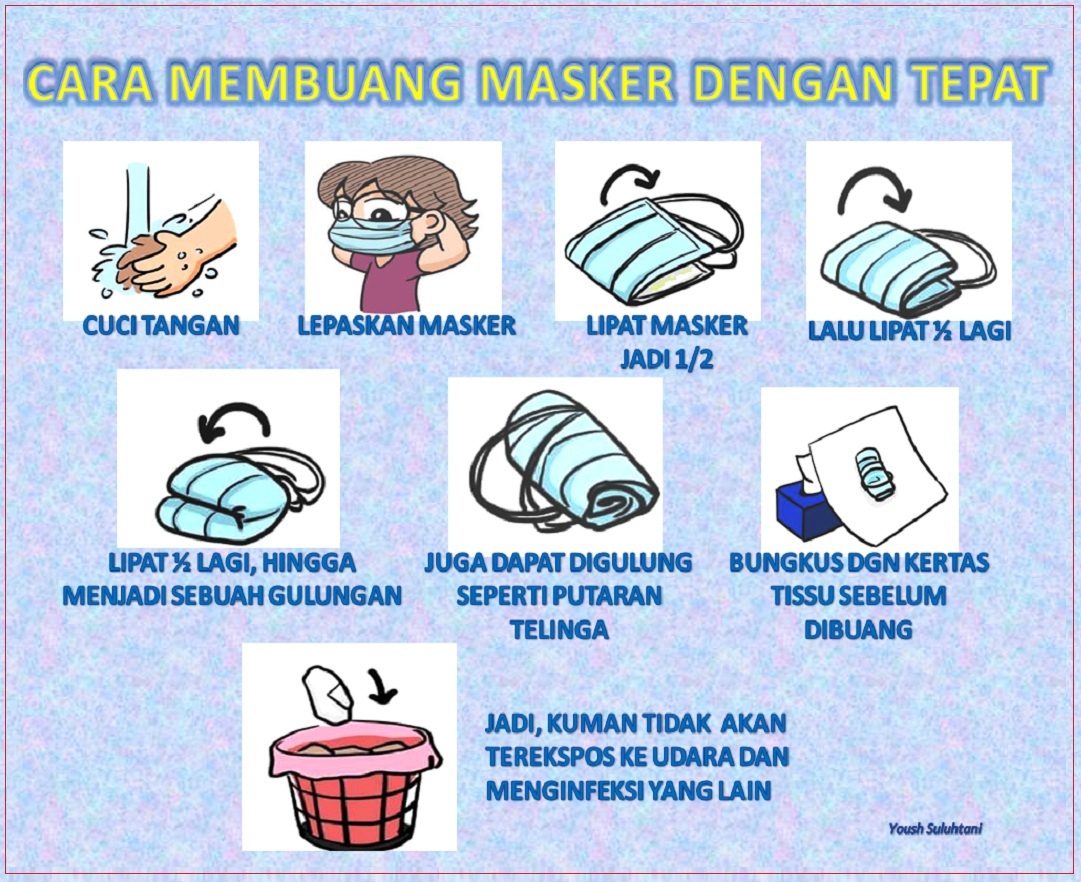 CARA MEMBUANG MASKER DENGAN TEPAT
CUCI TANGAN
LEPASKAN MASKER
LIPAT MASKER
JADI 1/2
LALU LIPAT ½ LAGI
LIPAT ½ LAGI, HINGGA
MENJADI SEBUAH GULUNGAN
JUGA DAPAT DIGULUNG
SEPERTI PUTARAN
TELINGA
BUNGKUS DGN KERTAS
TISSU SEBELUM
DIBUANG
JADI, KUMAN TIDAK AKAN
TEREKSPOS KE UDARA DAN
MENGINFEKSI YANG LAIN
Yoush Suluhtani